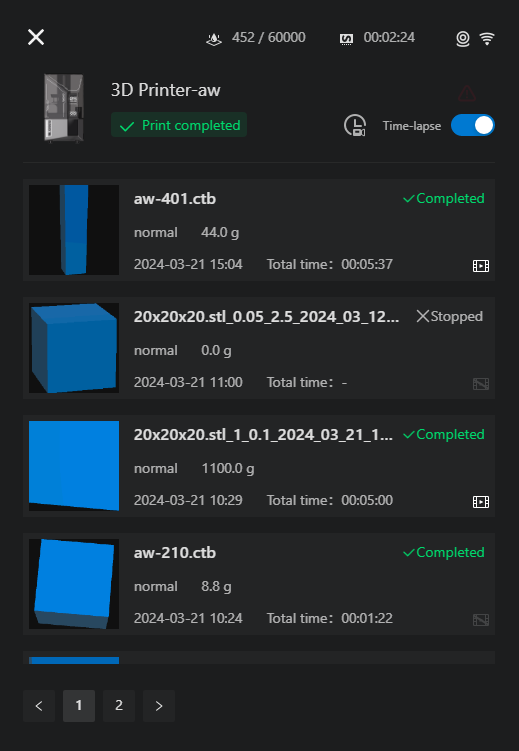 452 / 60000 00:02:24
3D Printer-aw
Print completed Time-lapse
aw-401.ctb Completed
normal 44.0 g
2024-03-21 15:04 Total time： 00:05:37
20x20x20.stl_0.05_2.5_2024_03_12... Stopped
normal 0.0 g
2024-03-21 11:00 Total time： -
20x20x20.stl_1_0.1_2024_03_21_1... Completed
normal 1100.0 g
2024-03-21 10:29 Total time： 00:05:00
aw-210.ctb Completed
normal 8.8 g
2024-03-21 10:24 Total time： 00:01:22
< 1 2 >